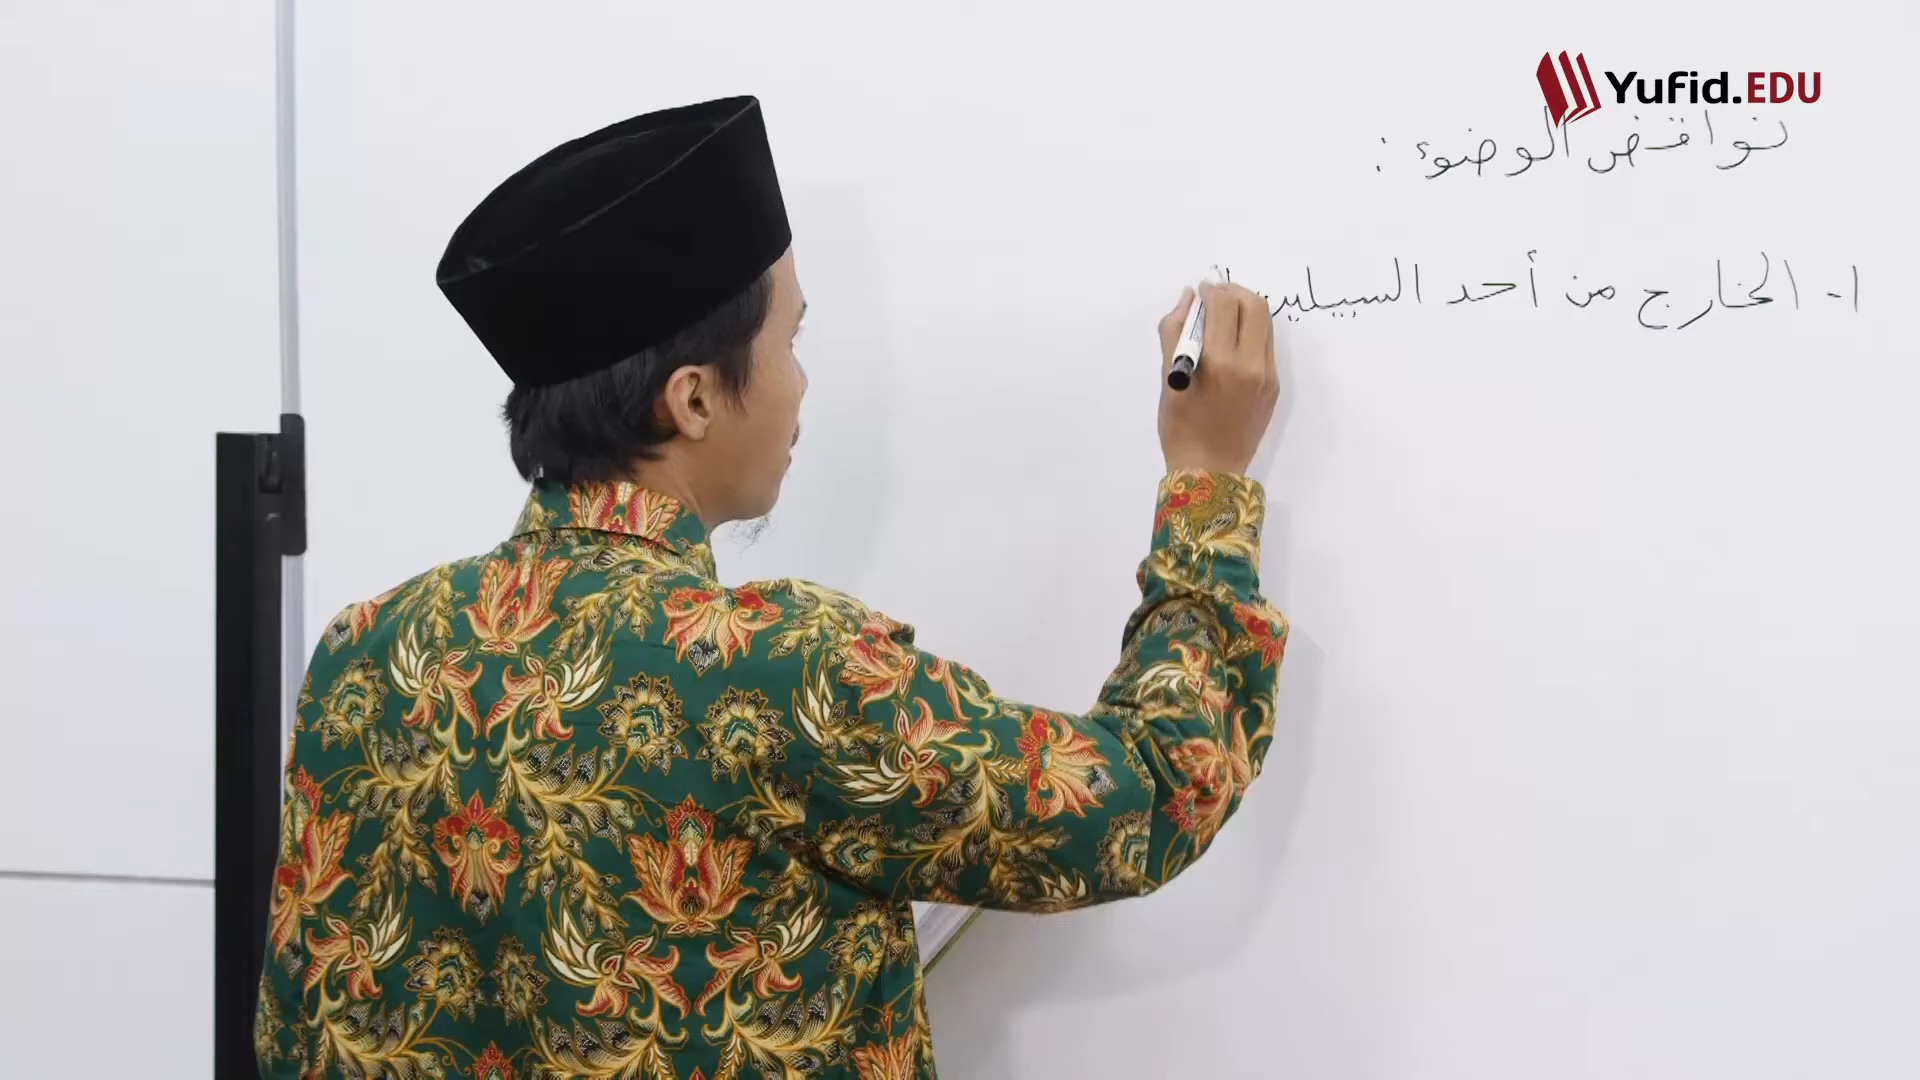 Yufid.EDU
نواقض الوضوء :
١- الخارج من أحد السبيلين